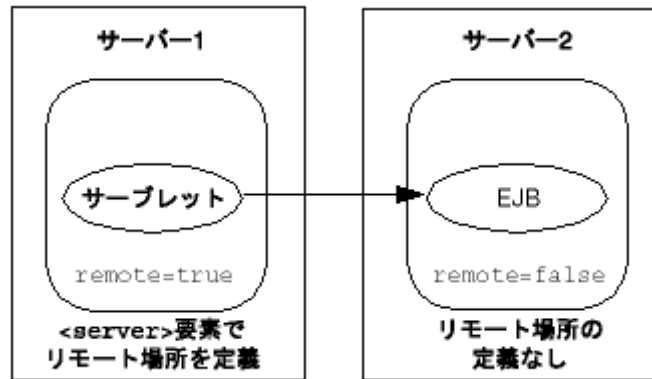 サーバー1
サーブレット
remote=true
<server>要素で
リモート場所を定義
サーバー2
EJB
remote=false
リモート場所の
定義なし